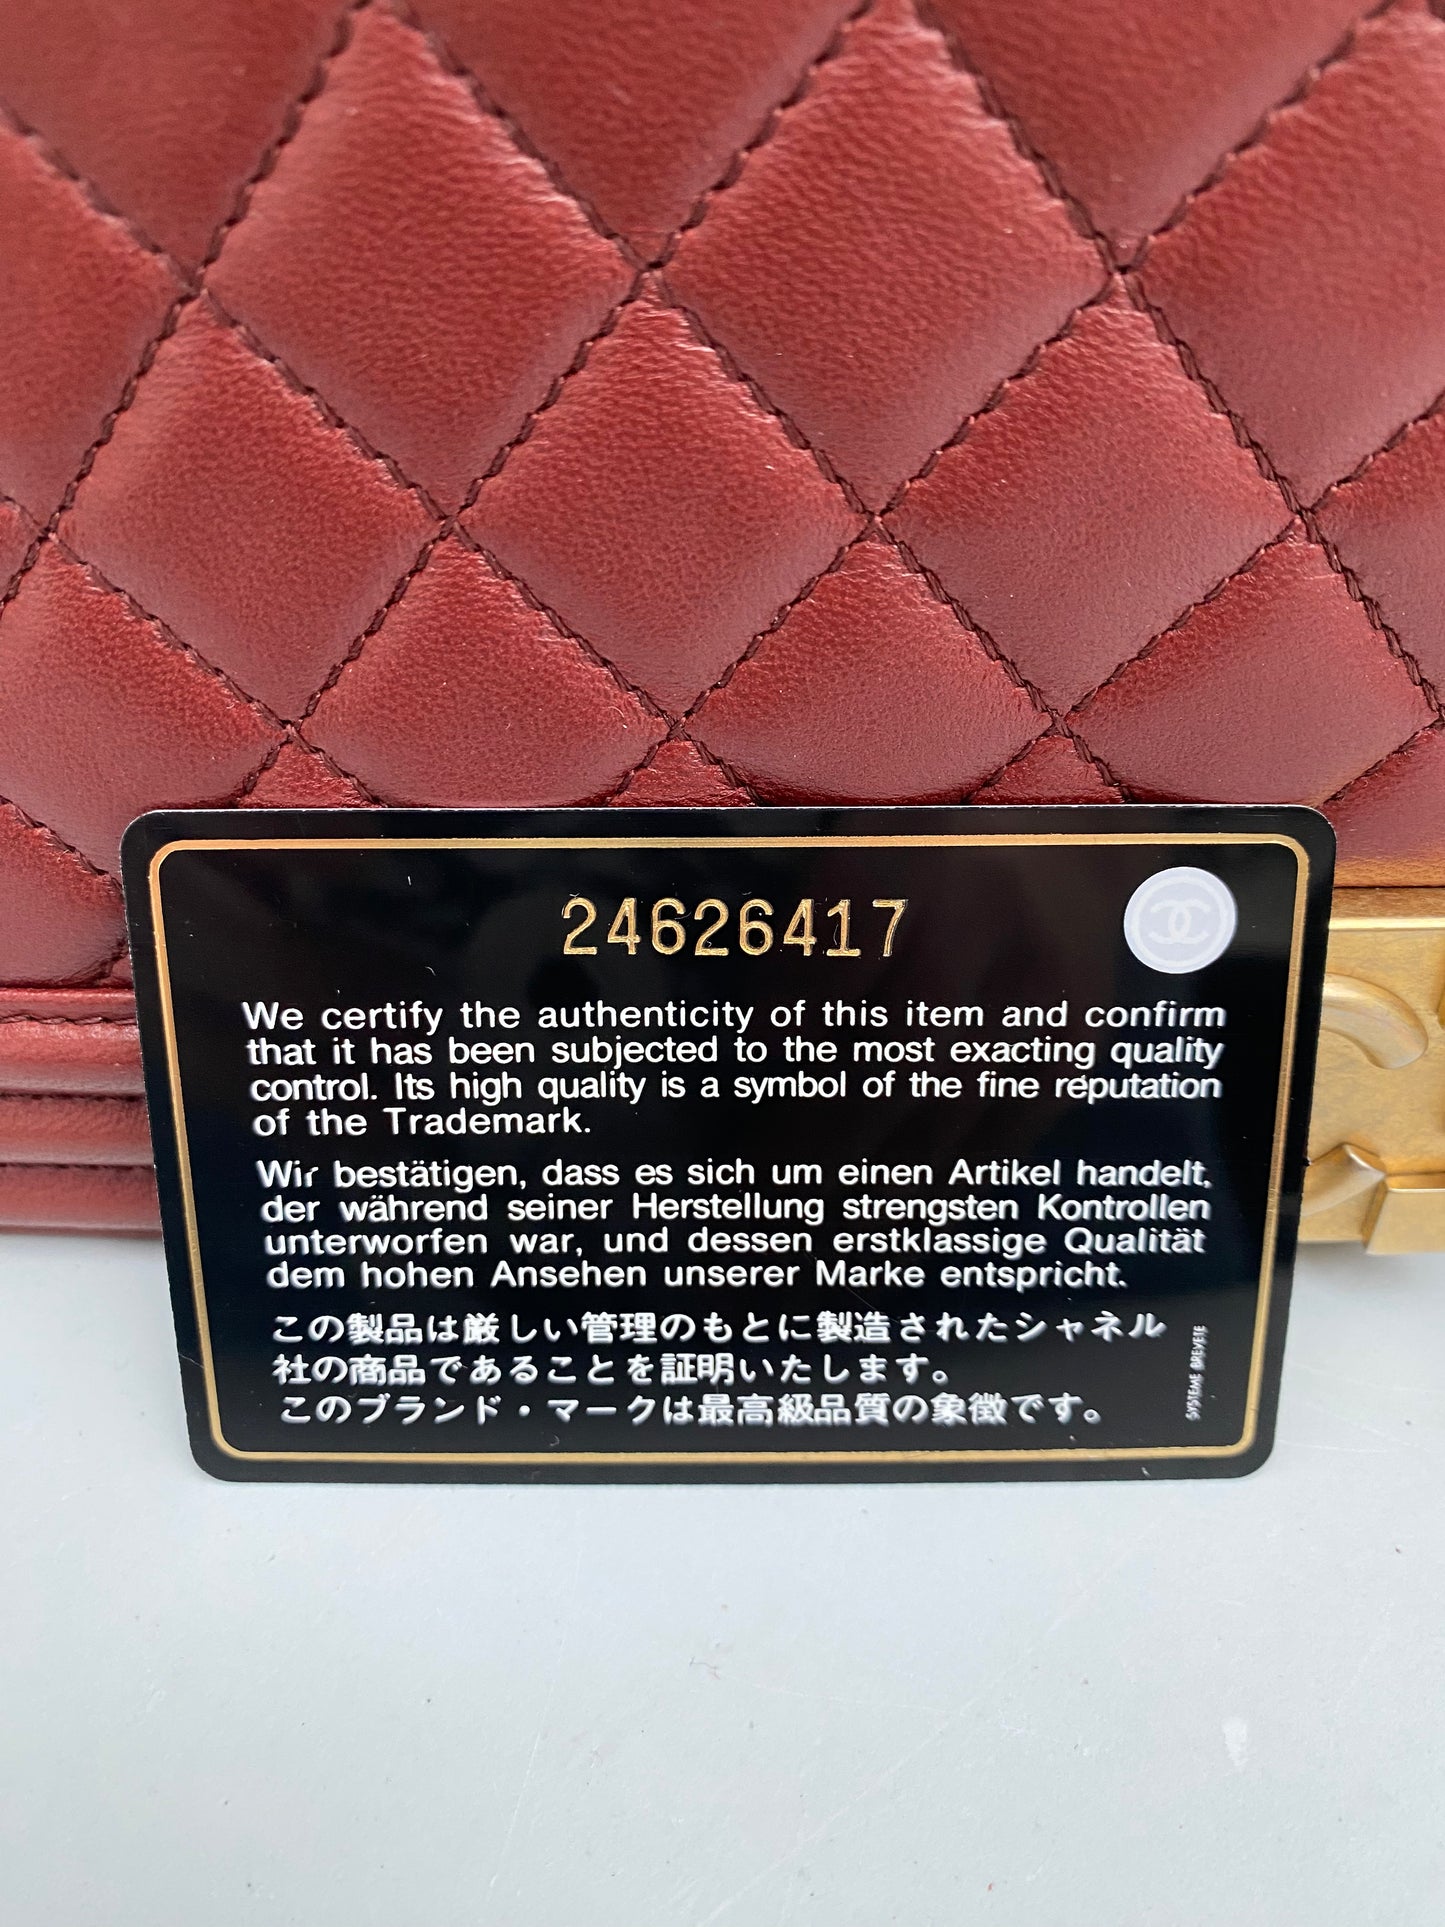 24626417
We certify the authenticity of this item and confirm
that it has been subjected to the most exacting quality
control. Its high quality is a symbol of the fine reputation
of the Trademark.
Wir bestätigen, dass es sich um einen Artikel handelt,
der während seiner Herstellung strengsten Kontrollen
unterworfen war, und dessen erstklassige Qualität
dem hohen Ansehen unserer Marke entspricht.
この製品は厳しい管理のもとに製造されたシャネル
社の商品であることを証明いたします。
このブランド・マークは最高級品質の象徴です。
SYSTEME BREVETE